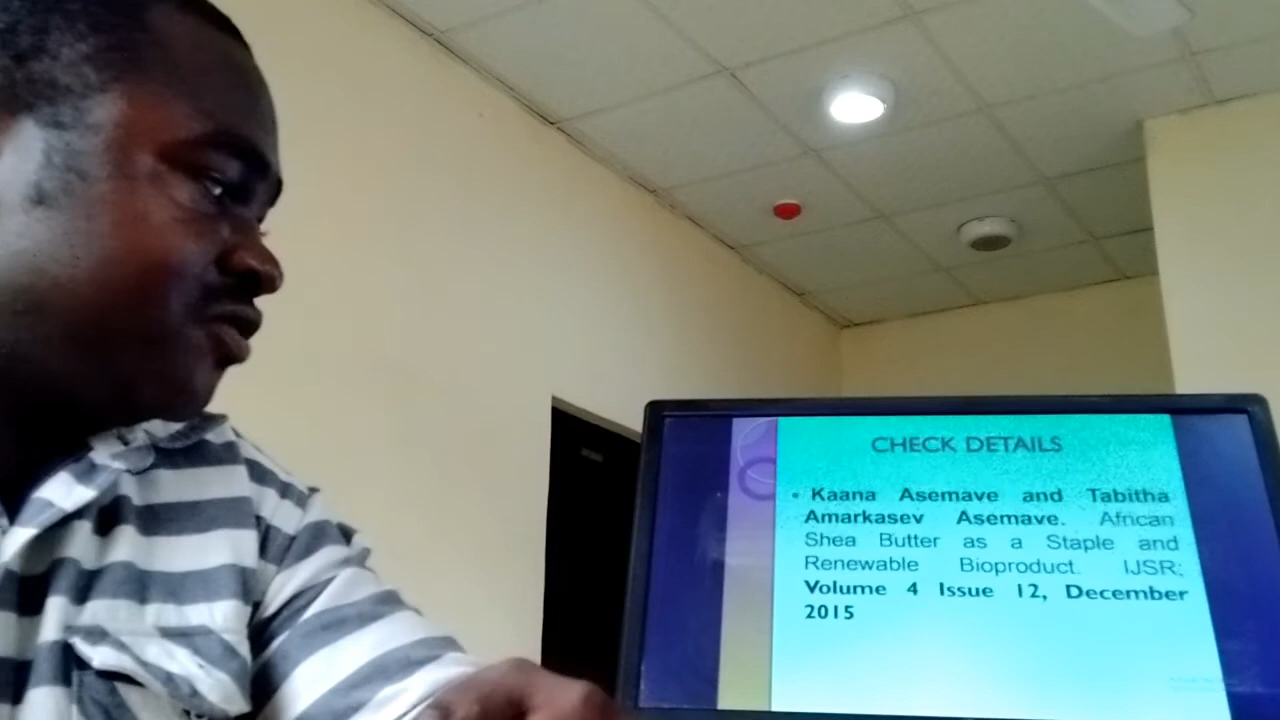 CHECK DETAILS
• Kaana Asemave and Tabitha
Amarkasev Asemave. African
Shea Butter as a Staple and
Renewable Bioproduct. IJSR;
Volume 4 Issue 12, December
2015